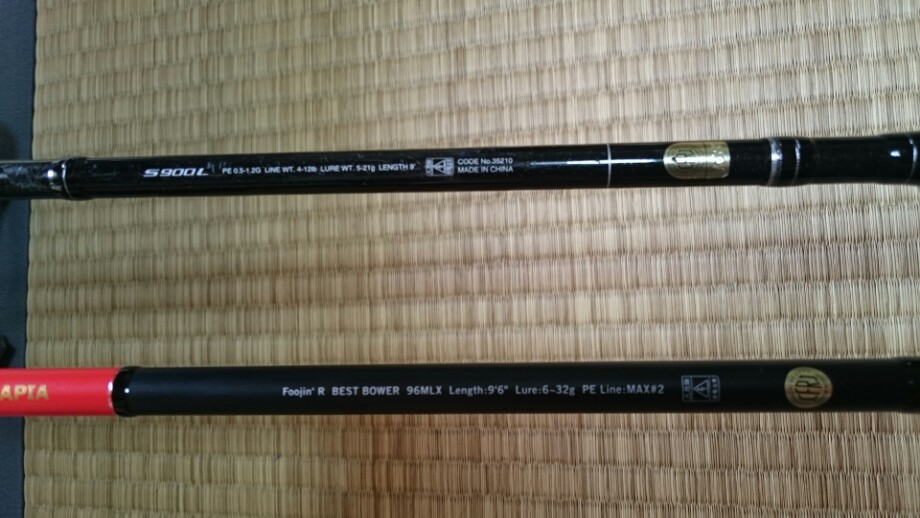 S900L PE 0.5-1.2G LINE WT. 4-12lb LURE WT. 5-21g LENGTH 9'
CODE No.35210
MADE IN CHINA
APIA
Foojin' R BEST BOWER 96MLX Length:9'6" Lure:6~32g PE Line:MAX#2